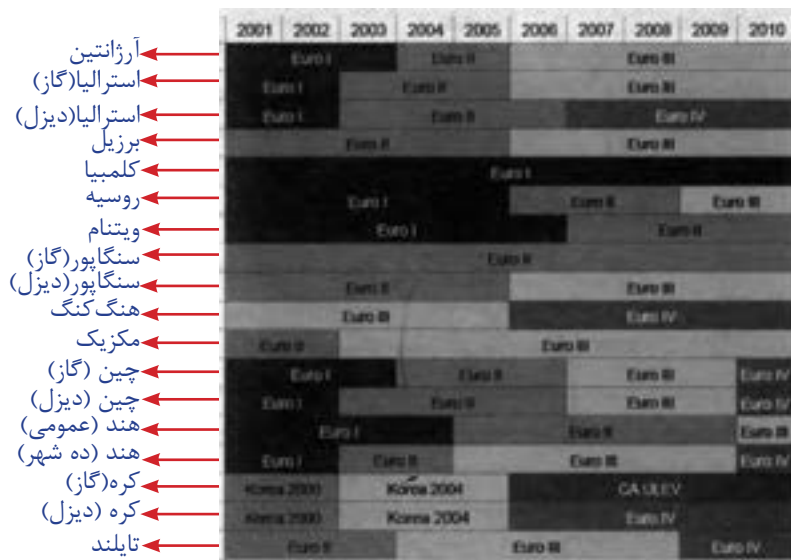 2001 2002 2003 2004 2005 2006 2007 2008 2009 2010
آرژانتین Euro I Euro II Euro III
استرالیا(گاز) Euro I Euro II Euro III
استرالیا(دیزل) Euro I Euro II Euro IV
برزیل Euro II Euro III
کلمبیا Euro I
روسیه Euro I Euro II Euro III
ویتنام Euro I Euro II
سنگاپور(گاز) Euro II
سنگاپور(دیزل) Euro II Euro III
هنگ‌کنگ Euro III Euro IV
مکزیک Euro II Euro III
چین (گاز) Euro I Euro II Euro III Euro IV
چین (دیزل) Euro I Euro II Euro III Euro IV
هند (عمومی) Euro I Euro II Euro III
هند (ده شهر) Euro I Euro II Euro III Euro IV
کره(گاز) Korea 2000 Korea 2004 CA ULEV
کره (دیزل) Korea 2000 Korea 2004 Euro IV
تایلند Euro II Euro III Euro IV